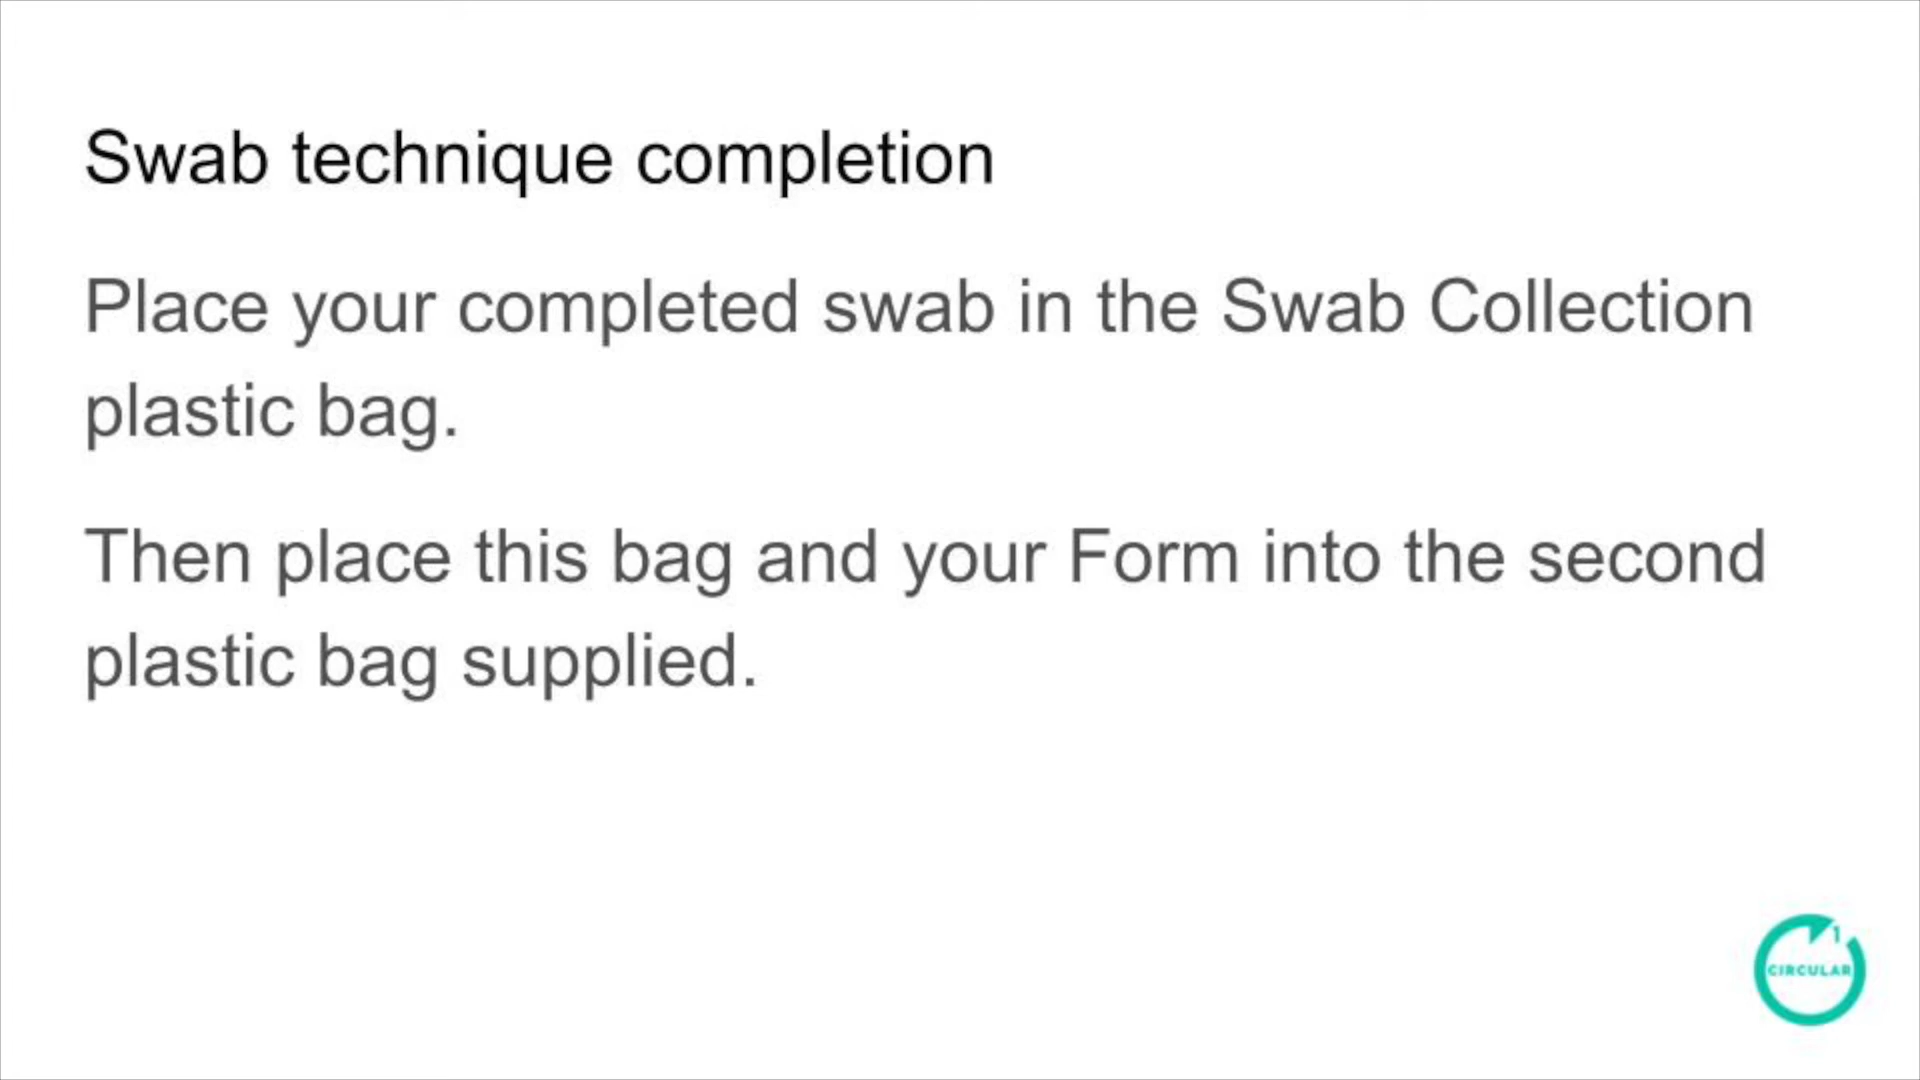 Swab technique completion
Place your completed swab in the Swab Collection
plastic bag.
Then place this bag and your Form into the second
plastic bag supplied.
1
CIRCULAR